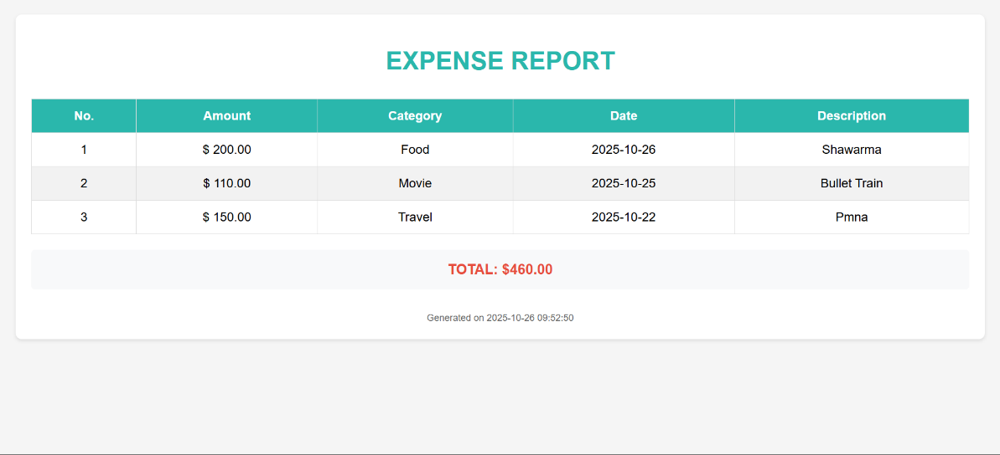 EXPENSE REPORT
No. Amount Category Date Description
1 $ 200.00 Food 2025-10-26 Shawarma
2 $ 110.00 Movie 2025-10-25 Bullet Train
3 $ 150.00 Travel 2025-10-22 Pmna
TOTAL: $460.00
Generated on 2025-10-26 09:52:50